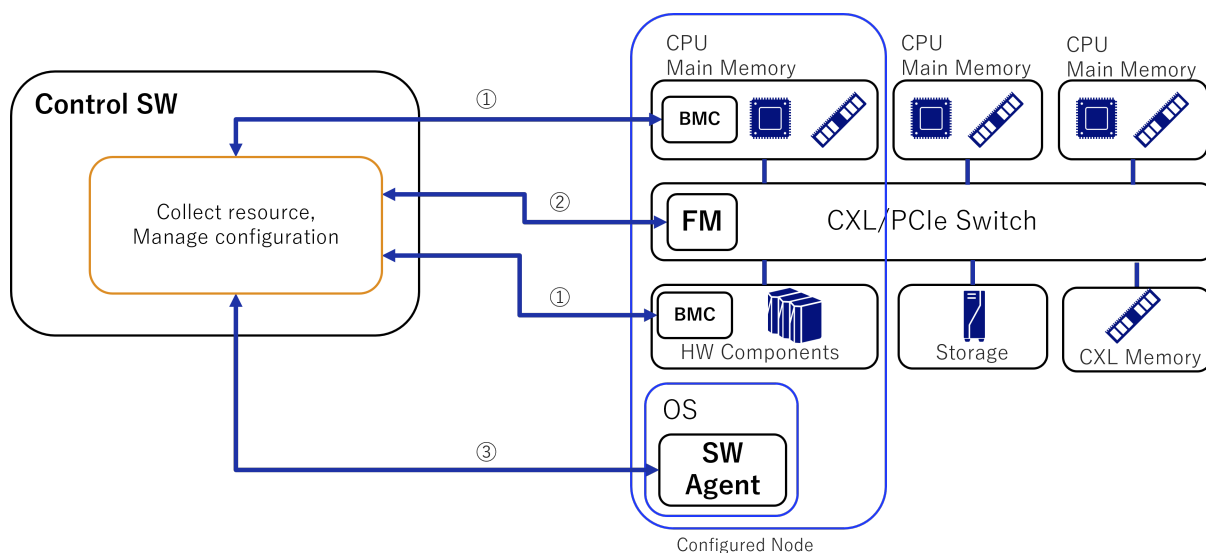 Control SW
Collect resource,
Manage configuration
①
②
①
③
CPU
Main Memory
BMC
CPU
Main Memory
CPU
Main Memory
FM
CXL/PCIe Switch
BMC
HW Components
Storage
CXL Memory
OS
SW
Agent
Configured Node